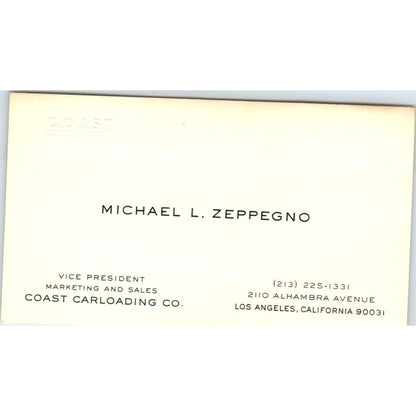 COAST
MICHAEL L. ZEPPEGNO
VICE PRESIDENT
MARKETING AND SALES
COAST CARLOADING CO.
(213) 225-1331
2110 ALHAMBRA AVENUE
LOS ANGELES, CALIFORNIA 90031